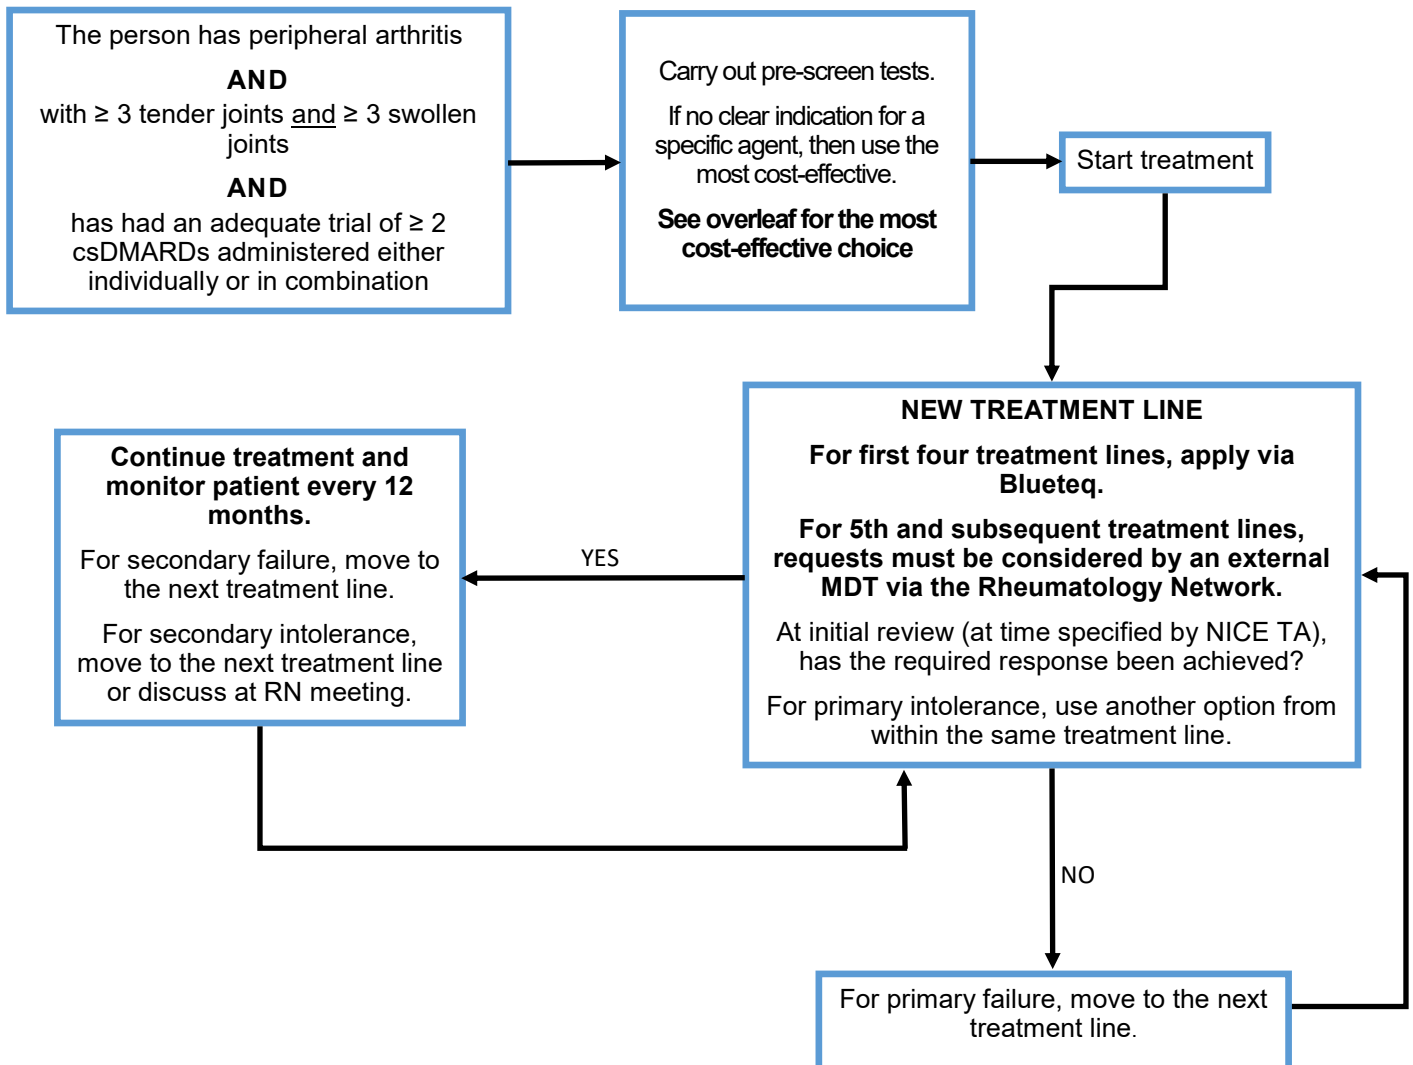 The person has peripheral arthritis
AND
with ≥ 3 tender joints and ≥ 3 swollen
joints
AND
has had an adequate trial of ≥ 2
csDMARDs administered either
individually or in combination
Carry out pre-screen tests.
If no clear indication for a
specific agent, then use the
most cost-effective.
See overleaf for the most
cost-effective choice
Start treatment
NEW TREATMENT LINE
For first four treatment lines, apply via
Blueteq.
For 5th and subsequent treatment lines,
requests must be considered by an external
MDT via the Rheumatology Network.
At initial review (at time specified by NICE TA),
has the required response been achieved?
For primary intolerance, use another option from
within the same treatment line.
YES
Continue treatment and
monitor patient every 12
months.
For secondary failure, move to
the next treatment line.
For secondary intolerance,
move to the next treatment line
or discuss at RN meeting.
NO
For primary failure, move to the next
treatment line.